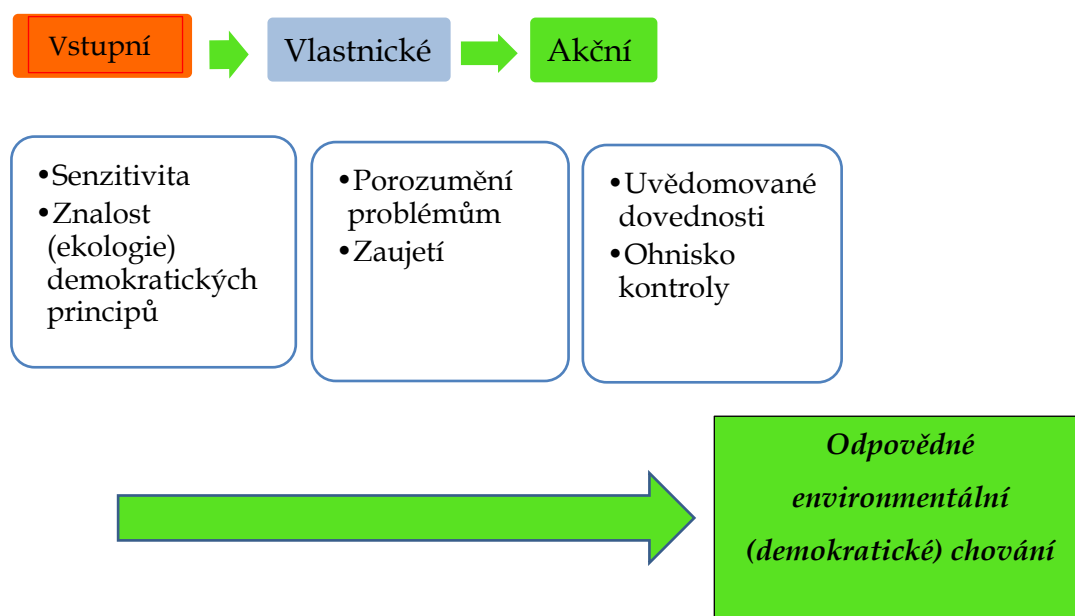 Vstupní
Vlastnické
Akční
•Senzitivita
•Znalost
(ekologie)
demokratických
principů
•Porozumění
problémům
•Zaujetí
•Uvědomované
dovednosti
•Ohnisko
kontroly
Odpovědné
environmentální
(demokratické) chování